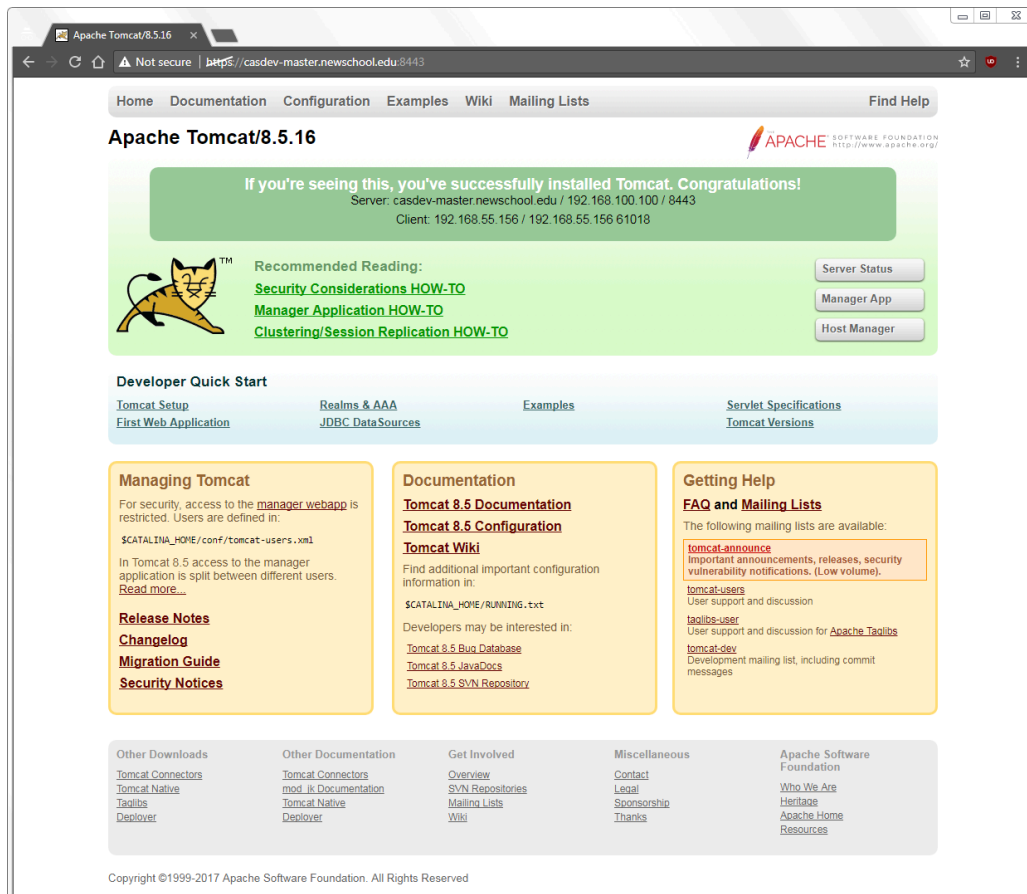 Apache Tomcat/8.5.16
Not secure | https://casdev-master.newschool.edu:8443
Home Documentation Configuration Examples Wiki Mailing Lists Find Help
Apache Tomcat/8.5.16
APACHE SOFTWARE FOUNDATION
http://www.apache.org/
If you're seeing this, you've successfully installed Tomcat. Congratulations!
Server: casdev-master.newschool.edu / 192.168.100.100 / 8443
Client: 192.168.55.156 / 192.168.55.156 61018
TM
Recommended Reading:
Security Considerations HOW-TO
Manager Application HOW-TO
Clustering/Session Replication HOW-TO
Server Status
Manager App
Host Manager
Developer Quick Start
Tomcat Setup
First Web Application
Realms & AAA
JDBC DataSources
Examples
Servlet Specifications
Tomcat Versions
Managing Tomcat
For security, access to the manager webapp is
restricted. Users are defined in:
$CATALINA_HOME/conf/tomcat-users.xml
In Tomcat 8.5 access to the manager
application is split between different users.
Read more...
Release Notes
Changelog
Migration Guide
Security Notices
Documentation
Tomcat 8.5 Documentation
Tomcat 8.5 Configuration
Tomcat Wiki
Find additional important configuration
information in:
$CATALINA_HOME/RUNNING.txt
Developers may be interested in:
Tomcat 8.5 Bug Database
Tomcat 8.5 JavaDocs
Tomcat 8.5 SVN Repository
Getting Help
FAQ and Mailing Lists
The following mailing lists are available:
tomcat-announce
Important announcements, releases, security
vulnerability notifications. (Low volume).
tomcat-users
User support and discussion
taglibs-user
User support and discussion for Apache Taglibs
tomcat-dev
Development mailing list, including commit
messages
Other Downloads
Tomcat Connectors
Tomcat Native
Taglibs
Deployer
Other Documentation
Tomcat Connectors
mod_jk Documentation
Tomcat Native
Deployer
Get Involved
Overview
SVN Repositories
Mailing Lists
Wiki
Miscellaneous
Contact
Legal
Sponsorship
Thanks
Apache Software
Foundation
Who We Are
Heritage
Apache Home
Resources
Copyright ©1999-2017 Apache Software Foundation. All Rights Reserved